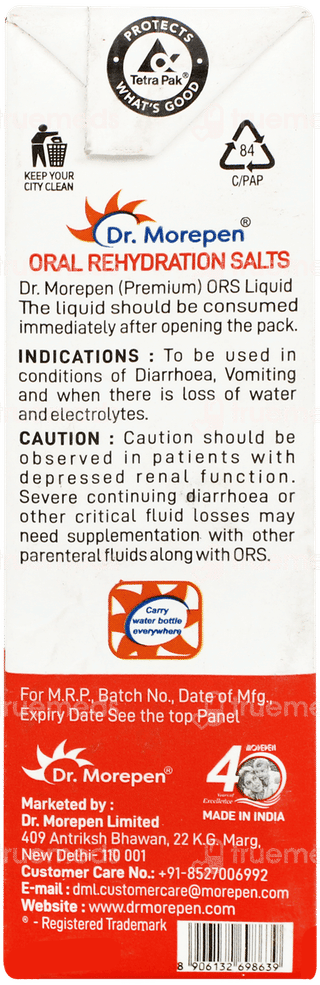 PROTECTS
Tetra Pak®
WHAT'S GOOD
KEEP YOUR
CITY CLEAN
84
C/PAP
Dr. Morepen®
ORAL REHYDRATION SALTS
Dr. Morepen (Premium) ORS Liquid
The liquid should be consumed
immediately after opening the pack.
INDICATIONS : To be used in
conditions of Diarrhoea, Vomiting
and when there is loss of water
and electrolytes.
CAUTION : Caution should be
observed in patients with
depressed renal function.
Severe continuing diarrhoea or
other critical fluid losses may
need supplementation with other
parenteral fluids along with ORS.
Carry
water bottle
everywhere
For M.R.P., Batch No., Date of Mfg.,
Expiry Date See the top Panel
Dr. Morepen®
MOREPEN
40
Years of
Excellence
MADE IN INDIA
Marketed by :
Dr. Morepen Limited
409 Antriksh Bhawan, 22 K.G. Marg,
New Delhi- 110 001
Customer Care No.: +91-8527006992
E-mail : dml.customercare@morepen.com
Website : www.drmorepen.com
® - Registered Trademark
8 906132 698639
truemeds